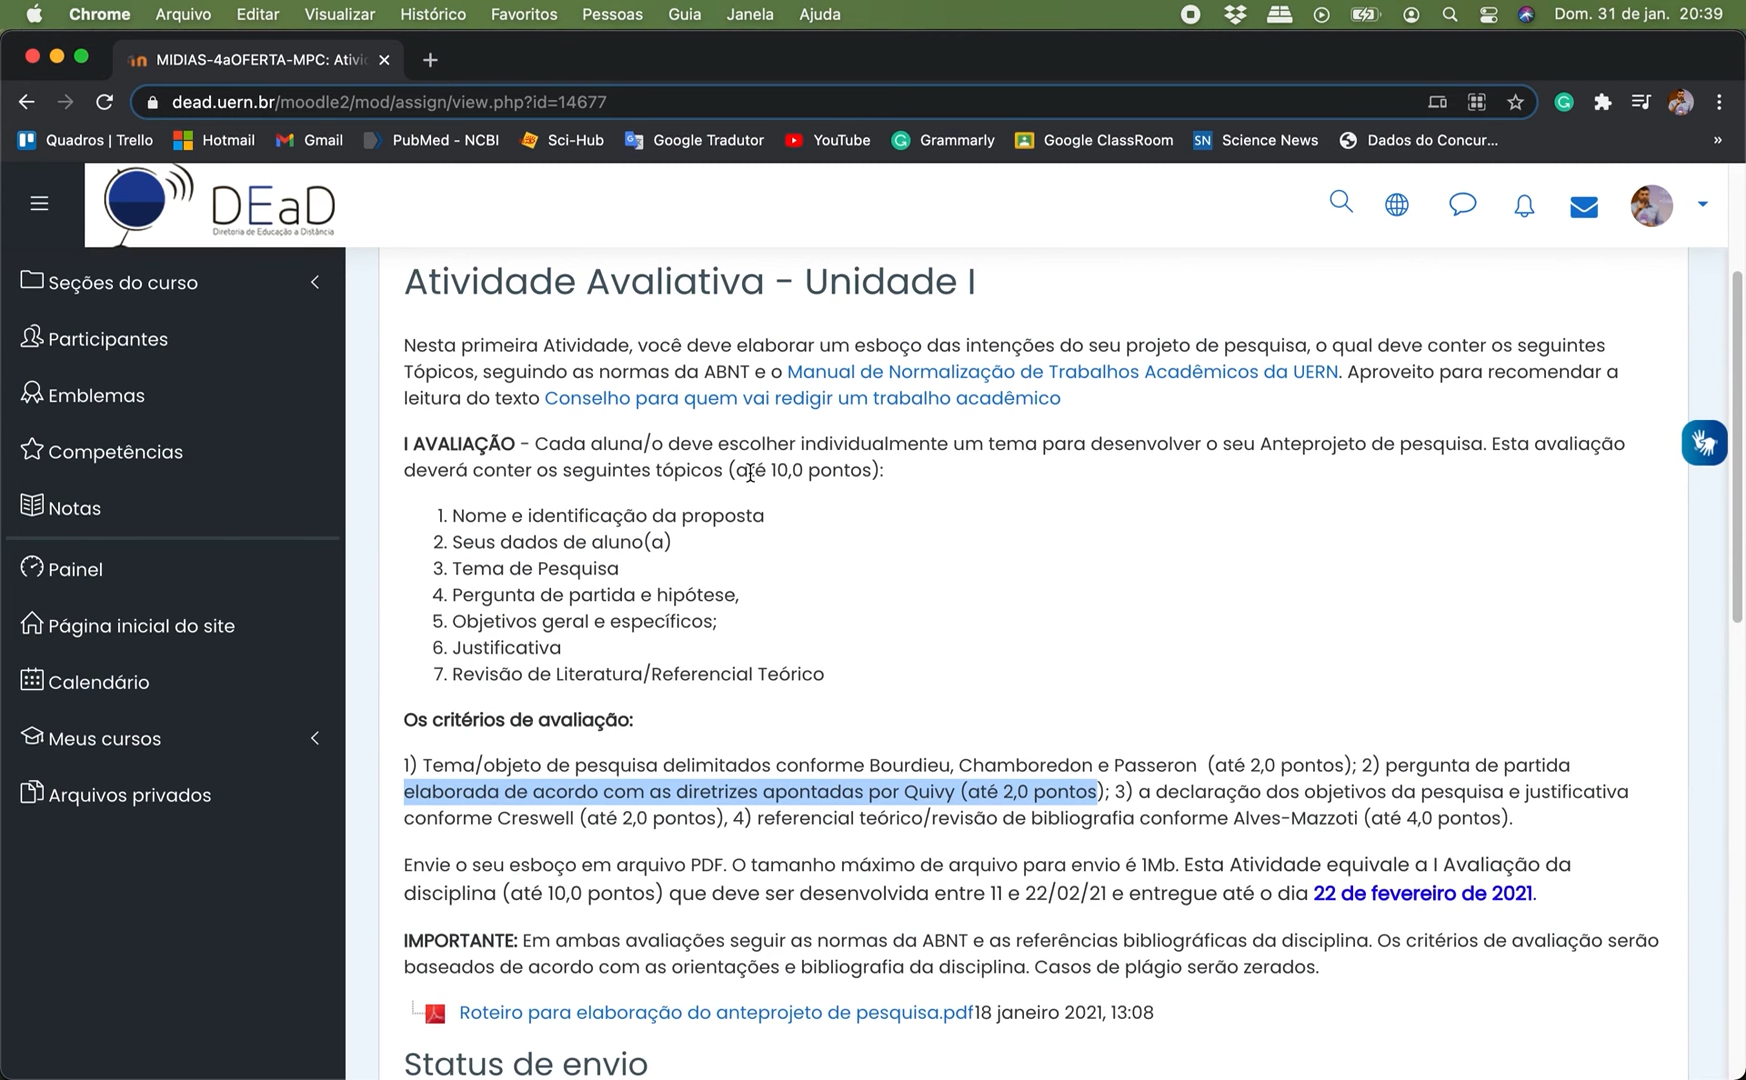 Chrome Arquivo Editar Visualizar Histórico Favoritos Pessoas Guia Janela Ajuda Dom. 31 de jan. 20:39
MIDIAS-4aOFERTA-MPC: Ativi
dead.uern.br/moodle2/mod/assign/view.php?id=14677
Quadros | Trello Hotmail Gmail PubMed - NCBI Sci-Hub Google Tradutor YouTube Grammarly Google ClassRoom SN Science News Dados do Concur... »
DEaD
Diretoria de Educação a Distância
Seções do curso
Participantes
Emblemas
Competências
Notas
Painel
Página inicial do site
Calendário
Meus cursos
Arquivos privados
Atividade Avaliativa - Unidade I
Nesta primeira Atividade, você deve elaborar um esboço das intenções do seu projeto de pesquisa, o qual deve conter os seguintes
Tópicos, seguindo as normas da ABNT e o Manual de Normalização de Trabalhos Acadêmicos da UERN. Aproveito para recomendar a
leitura do texto Conselho para quem vai redigir um trabalho acadêmico
I AVALIAÇÃO - Cada aluna/o deve escolher individualmente um tema para desenvolver o seu Anteprojeto de pesquisa. Esta avaliação
deverá conter os seguintes tópicos (até 10,0 pontos):
1. Nome e identificação da proposta
2. Seus dados de aluno(a)
3. Tema de Pesquisa
4. Pergunta de partida e hipótese,
5. Objetivos geral e específicos;
6. Justificativa
7. Revisão de Literatura/Referencial Teórico
Os critérios de avaliação:
1) Tema/objeto de pesquisa delimitados conforme Bourdieu, Chamboredon e Passeron (até 2,0 pontos); 2) pergunta de partida
elaborada de acordo com as diretrizes apontadas por Quivy (até 2,0 pontos); 3) a declaração dos objetivos da pesquisa e justificativa
conforme Creswell (até 2,0 pontos), 4) referencial teórico/revisão de bibliografia conforme Alves-Mazzoti (até 4,0 pontos).
Envie o seu esboço em arquivo PDF. O tamanho máximo de arquivo para envio é 1Mb. Esta Atividade equivale a I Avaliação da
disciplina (até 10,0 pontos) que deve ser desenvolvida entre 11 e 22/02/21 e entregue até o dia 22 de fevereiro de 2021.
IMPORTANTE: Em ambas avaliações seguir as normas da ABNT e as referências bibliográficas da disciplina. Os critérios de avaliação serão
baseados de acordo com as orientações e bibliografia da disciplina. Casos de plágio serão zerados.
Roteiro para elaboração do anteprojeto de pesquisa.pdf18 janeiro 2021, 13:08
Status de envio